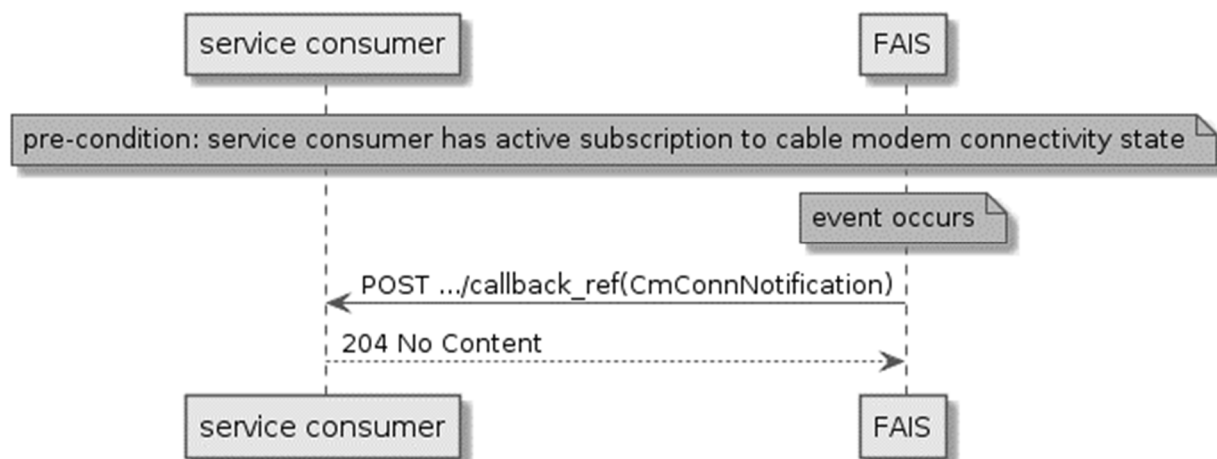 service consumer
FAIS
pre-condition: service consumer has active subscription to cable modem connectivity state
event occurs
POST .../callback_ref(CmConnNotification)
204 No Content
service consumer
FAIS